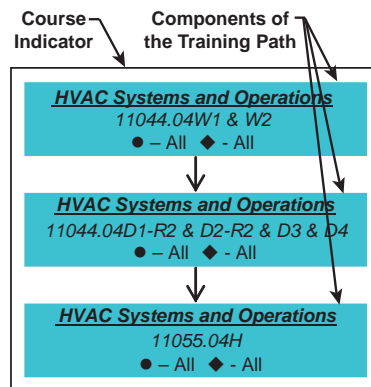 Course Indicator
Components of the Training Path
HVAC Systems and Operations
11044.04W1 & W2
● – All ◆ - All
HVAC Systems and Operations
11044.04D1-R2 & D2-R2 & D3 & D4
● – All ◆ - All
HVAC Systems and Operations
11055.04H
● – All ◆ - All